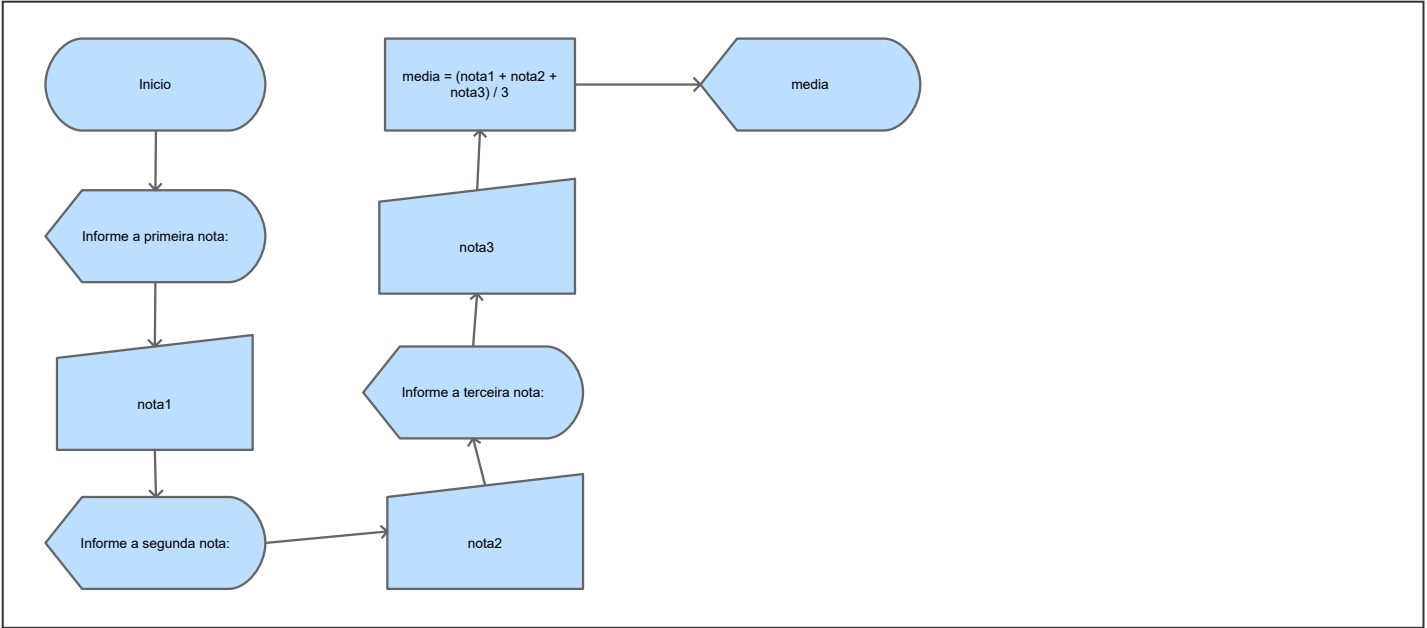 Inicio
Informe a primeira nota:
nota1
Informe a segunda nota:
nota2
Informe a terceira nota:
nota3
media = (nota1 + nota2 +
nota3) / 3
media